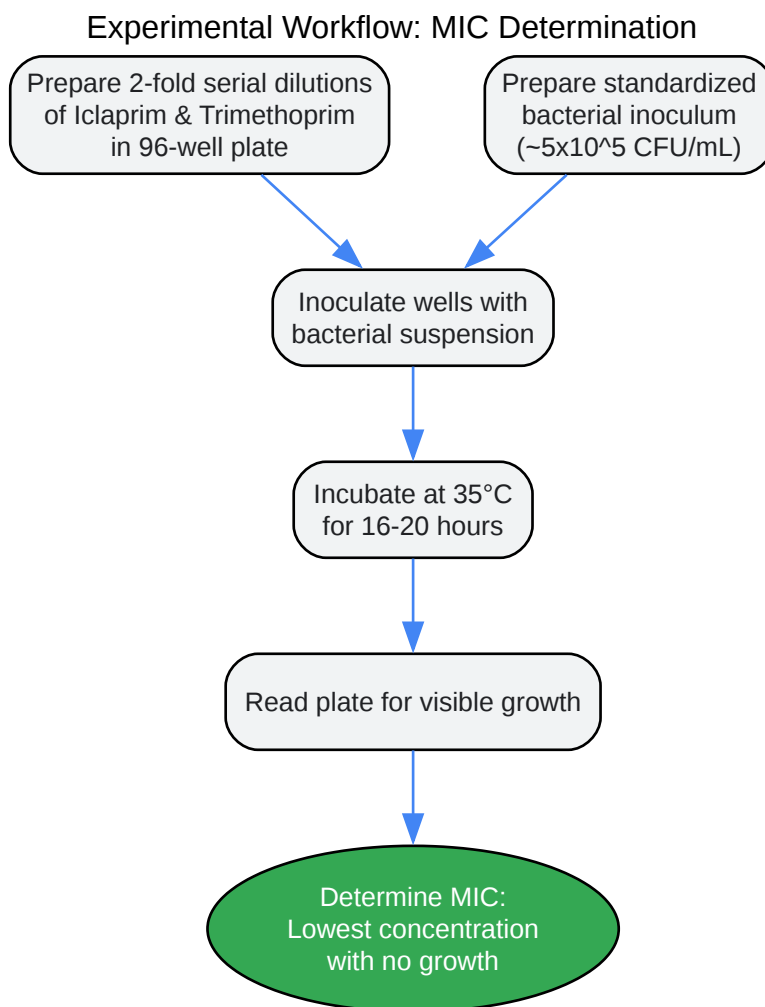 Experimental Workflow: MIC Determination
Prepare 2-fold serial dilutions
of Iclaprim & Trimethoprim
in 96-well plate
Prepare standardized
bacterial inoculum
(~5x10^5 CFU/mL)
Inoculate wells with
bacterial suspension
Incubate at 35°C
for 16-20 hours
Read plate for visible growth
Determine MIC:
Lowest concentration
with no growth